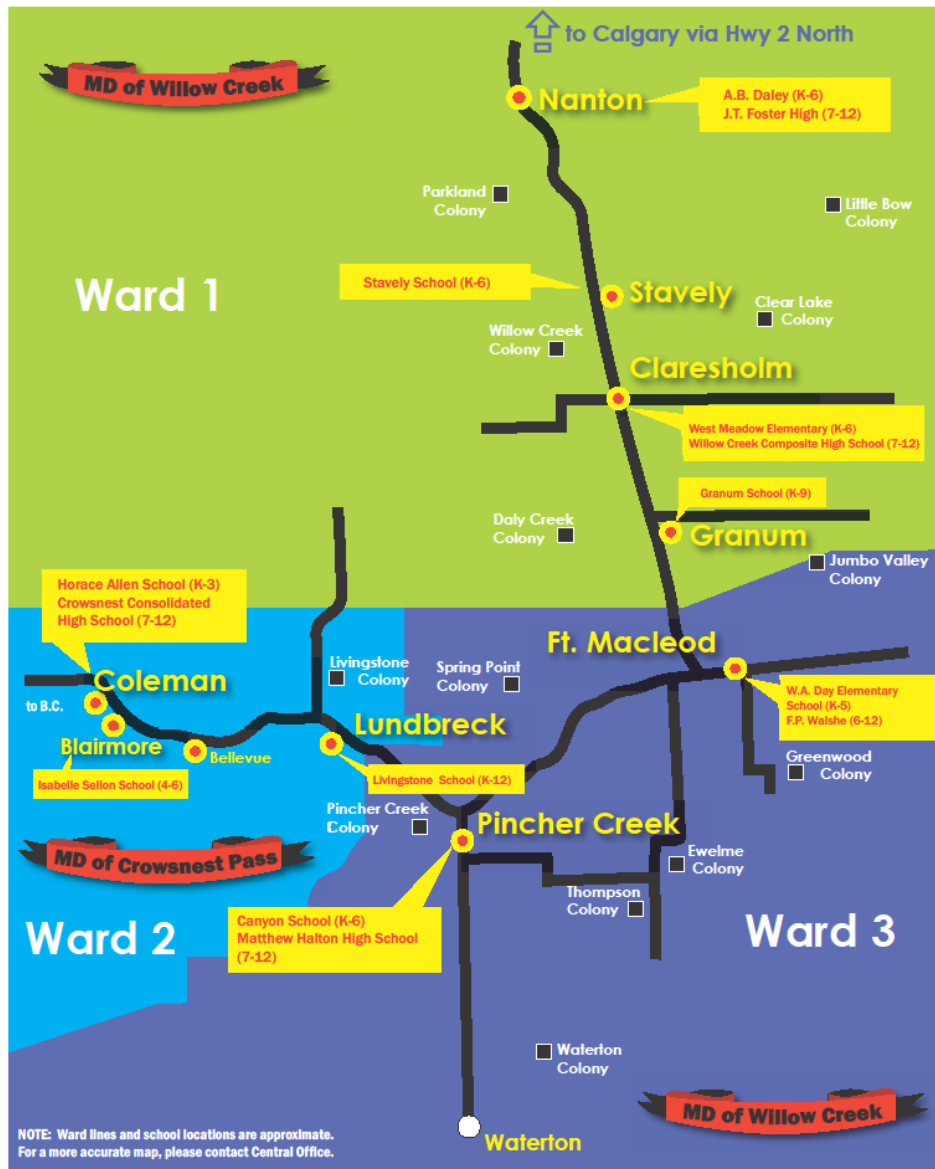 to Calgary via Hwy 2 North
MD of Willow Creek
Nanton
A.B. Daley (K-6)
J.T. Foster High (7-12)
Parkland
Colony
Little Bow
Colony
Ward 1
Stavely School (K-6)
Stavely
Clear Lake
Colony
Willow Creek
Colony
Claresholm
West Meadow Elementary (K-6)
Willow Creek Composite High School (7-12)
Granum School (K-9)
Daly Creek
Colony
Granum
Jumbo Valley
Colony
Horace Allen School (K-3)
Crowsnest Consolidated
High School (7-12)
Ft. Macleod
Coleman
Livingstone
Colony
Spring Point
Colony
W.A. Day Elementary
School (K-5)
F.P. Walshe (6-12)
to B.C.
Lundbreck
Blairmore
Bellevue
Greenwood
Colony
Isabelle Sellon School (4-6)
Livingstone School (K-12)
Pincher Creek
Colony
Pincher Creek
MD of Crowsnest Pass
Ewelme
Colony
Thompson
Colony
Ward 2
Canyon School (K-6)
Matthew Halton High School
(7-12)
Ward 3
Waterton
Colony
MD of Willow Creek
NOTE: Ward lines and school locations are approximate.
For a more accurate map, please contact Central Office.
Waterton